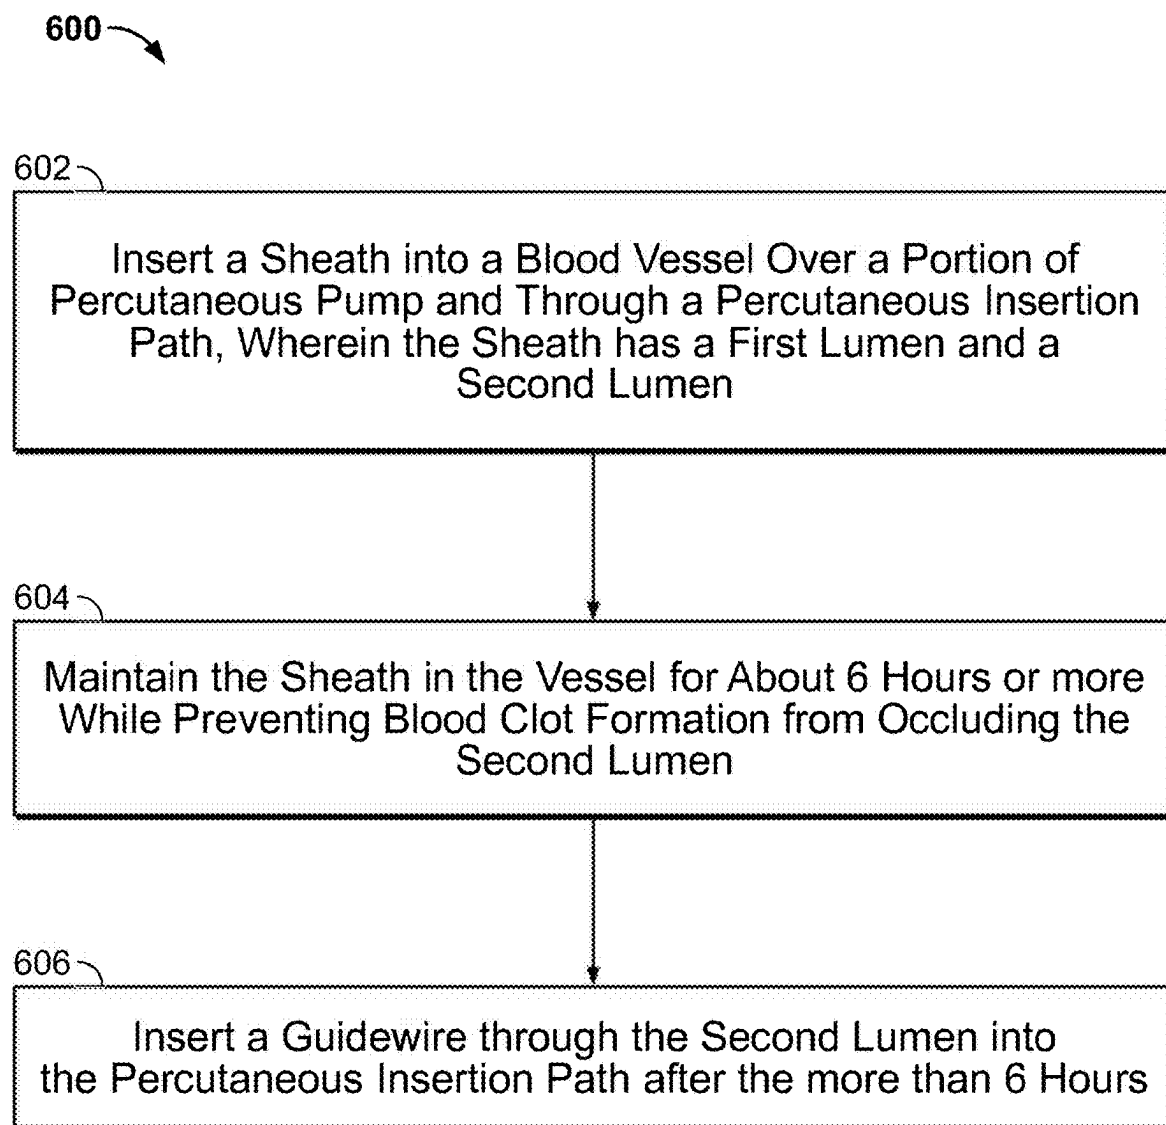 600
602
Insert a Sheath into a Blood Vessel Over a Portion of
Percutaneous Pump and Through a Percutaneous Insertion
Path, Wherein the Sheath has a First Lumen and a
Second Lumen
604
Maintain the Sheath in the Vessel for About 6 Hours or more
While Preventing Blood Clot Formation from Occluding the
Second Lumen
606
Insert a Guidewire through the Second Lumen into
the Percutaneous Insertion Path after the more than 6 Hours